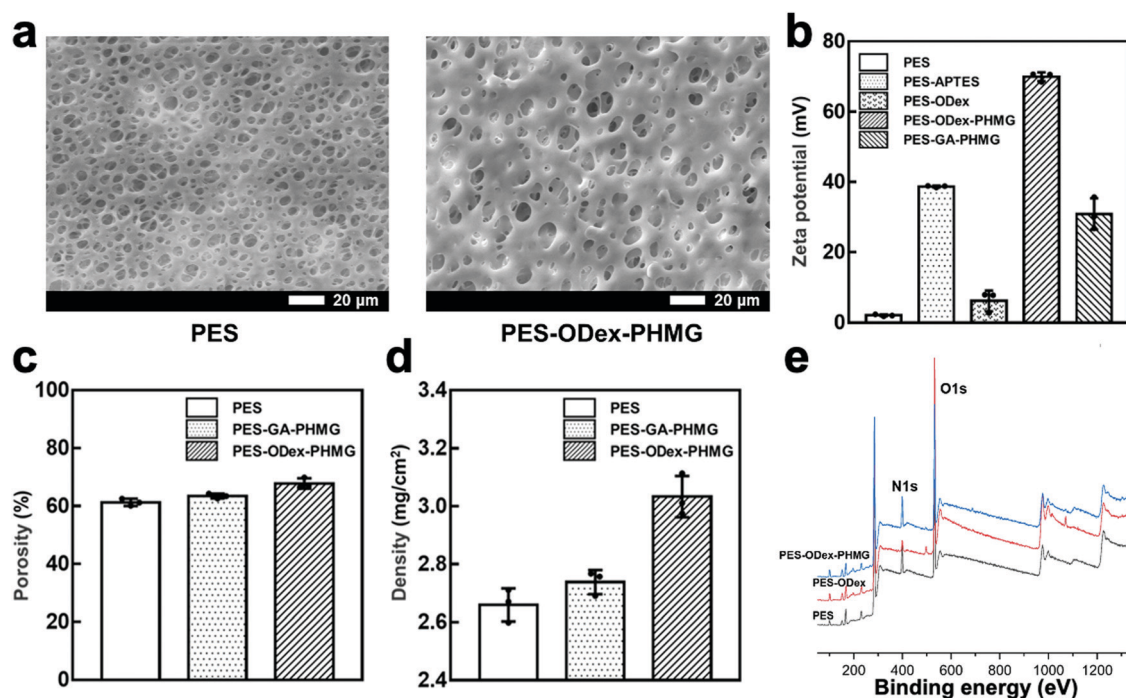 a
20 μm
PES
20 μm
PES-ODex-PHMG
b
Zeta potential (mV)
80
60
40
20
0
PES
PES-APTES
PES-ODex
PES-ODex-PHMG
PES-GA-PHMG
c
Porosity (%)
100
80
60
40
20
0
PES
PES-GA-PHMG
PES-ODex-PHMG
d
Density (mg/cm²)
3.4
3.2
3.0
2.8
2.6
2.4
PES
PES-GA-PHMG
PES-ODex-PHMG
e
O1s
N1s
PES-ODex-PHMG
PES-ODex
PES
200 400 600 800 1000 1200
Binding energy (eV)